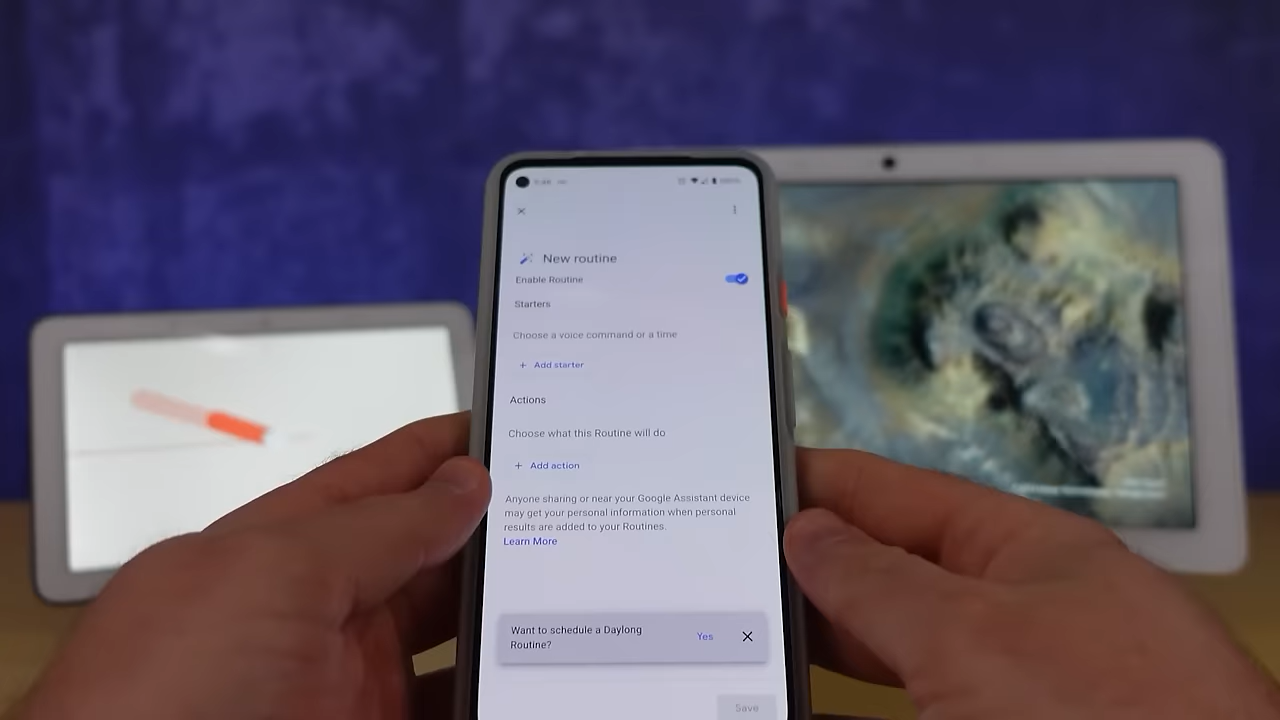 New routine
Enable Routine
Starters
Choose a voice command or a time
+ Add starter
Actions
Choose what this Routine will do
+ Add action
Anyone sharing or near your Google Assistant device
may get your personal information when personal
results are added to your Routines.
Learn More
Want to schedule a Daylong
Routine?
Yes
Save